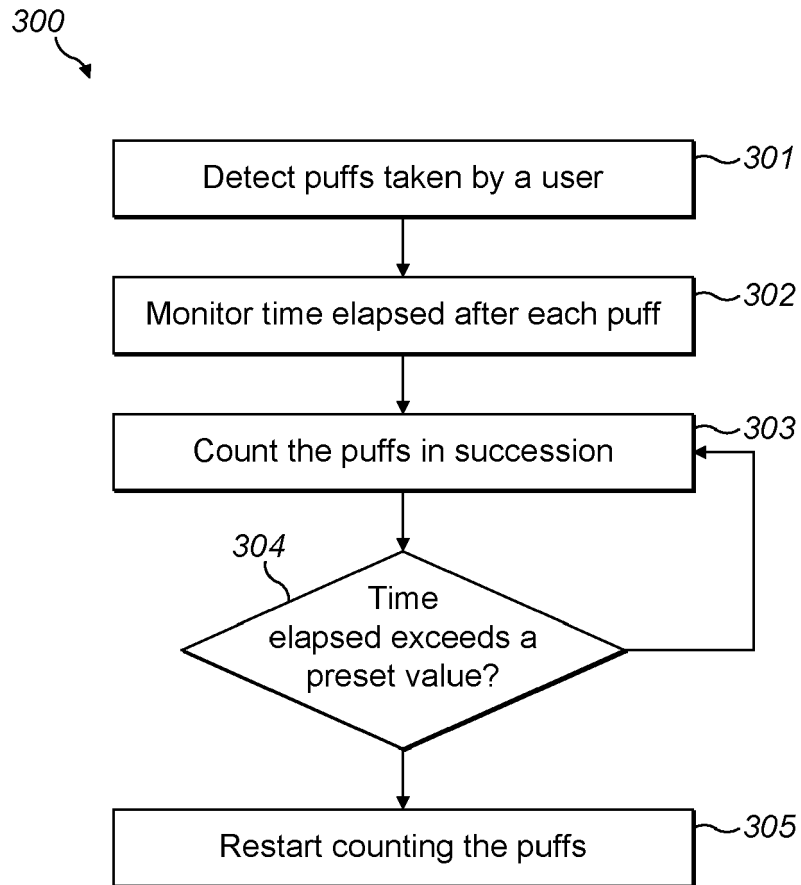 300
Detect puffs taken by a user
301
Monitor time elapsed after each puff
302
Count the puffs in succession
303
304
Time
elapsed exceeds a
preset value?
Restart counting the puffs
305